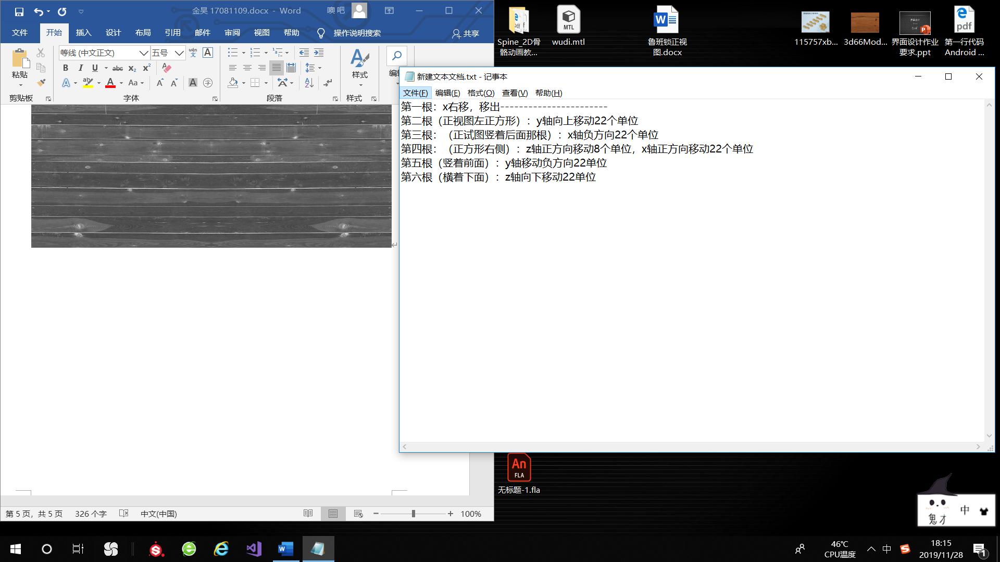 金昊 17081109.docx - Word
噢 吧
文件 开始 插入 设计 布局 引用 邮件 审阅 视图 帮助 操作说明搜索 共享
粘贴
剪贴板
等线 (中文正文) 五号 wén 文 A
B I U abc x₂ x²
A aby A Aa A A A 字
字体
段落
样式
样式
编辑
第 5 页，共 5 页 326 个字 中文(中国) 100%
Spine_2D骨
骼动画教...
MTL
wudi.mtl
鲁班锁正视
图.docx
115757xb...
3d66Mod...
界面设计作业
要求.ppt
pdf
第一行代码
Android ...
新建文本文档.txt - 记事本
文件(F) 编辑(E) 格式(O) 查看(V) 帮助(H)
第一根：x右移，移出-----------------------
第二根（正视图左正方形）：y轴向上移动22个单位
第三根：（正试图竖着后面那根）：x轴负方向22个单位
第四根：（正方形右侧）：z轴正方向移动8个单位，x轴正方向移动22个单位
第五根（竖着前面）：y轴移动负方向22单位
第六根（横着下面）：z轴向下移动22单位
An
FLA
无标题-1.fla
鬼才 中
46℃
CPU温度
中
18:15
2019/11/28
1